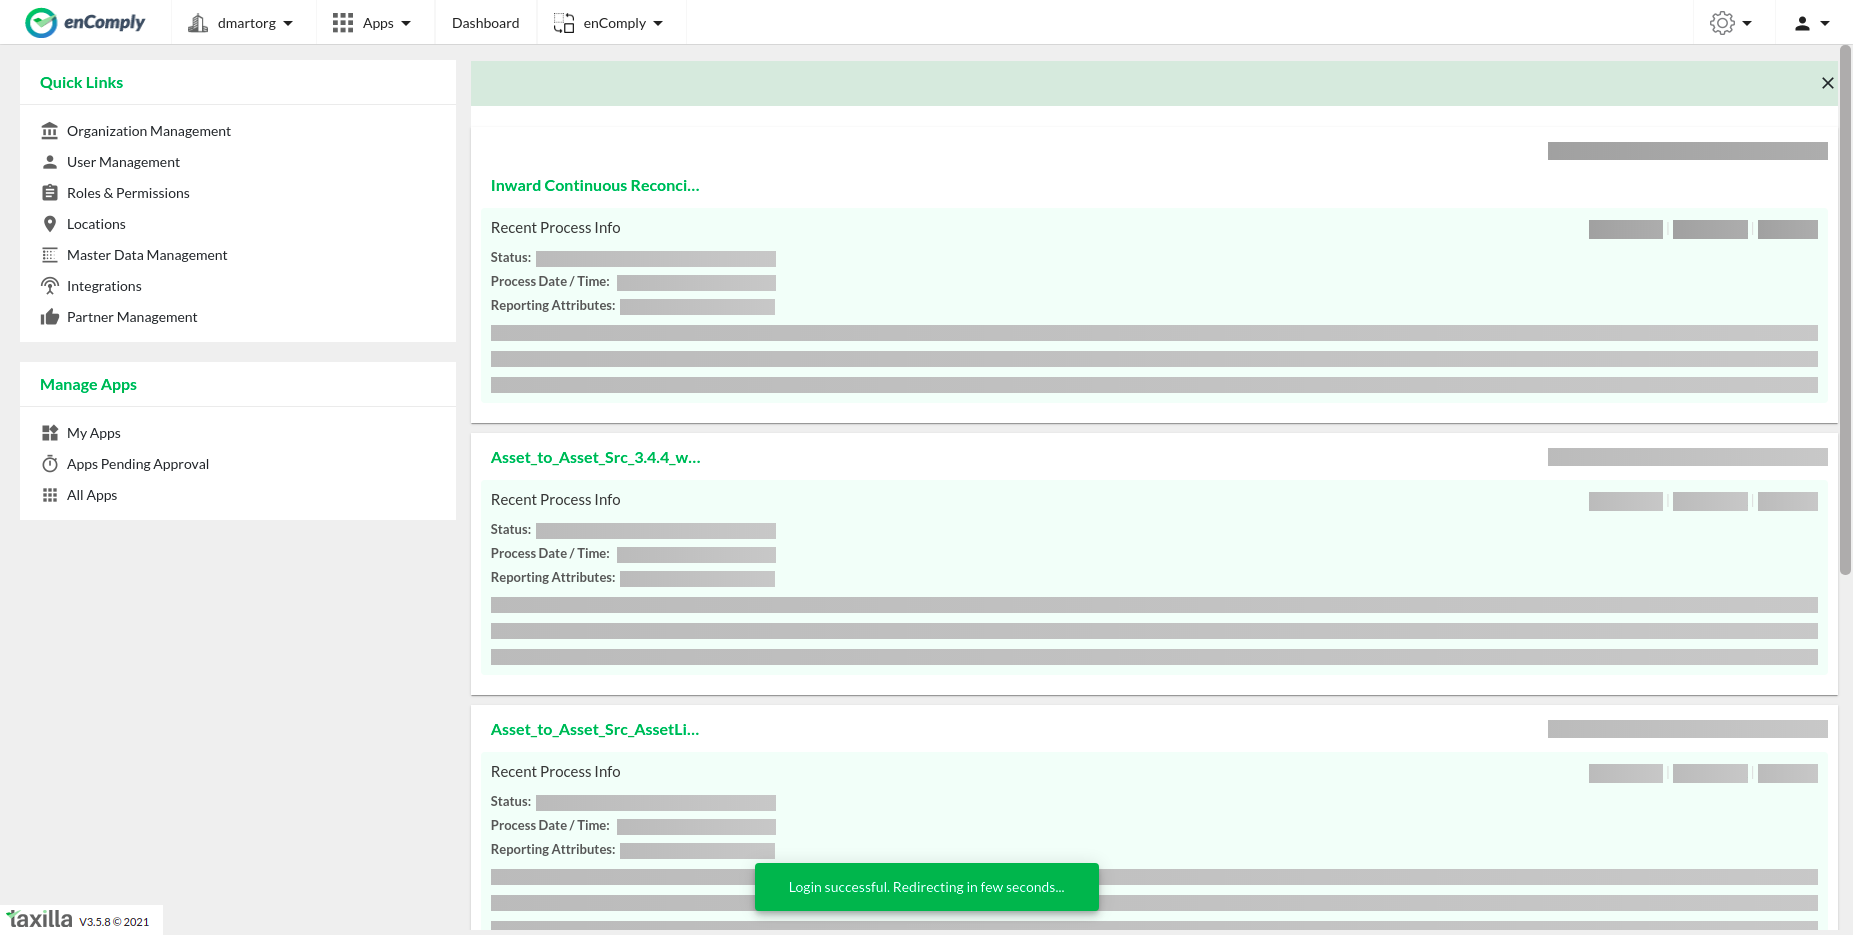 enComply
dmartorg
Apps
Dashboard
enComply
Quick Links
Organization Management
User Management
Roles & Permissions
Locations
Master Data Management
Integrations
Partner Management
Manage Apps
My Apps
Apps Pending Approval
All Apps
Inward Continuous Reconci...
Recent Process Info
Status:
Process Date / Time:
Reporting Attributes:
Asset_to_Asset_Src_3.4.4_w...
Recent Process Info
Status:
Process Date / Time:
Reporting Attributes:
Asset_to_Asset_Src_AssetLi...
Recent Process Info
Status:
Process Date / Time:
Reporting Attributes:
Login successful. Redirecting in few seconds...
taxilla V3.5.8 © 2021